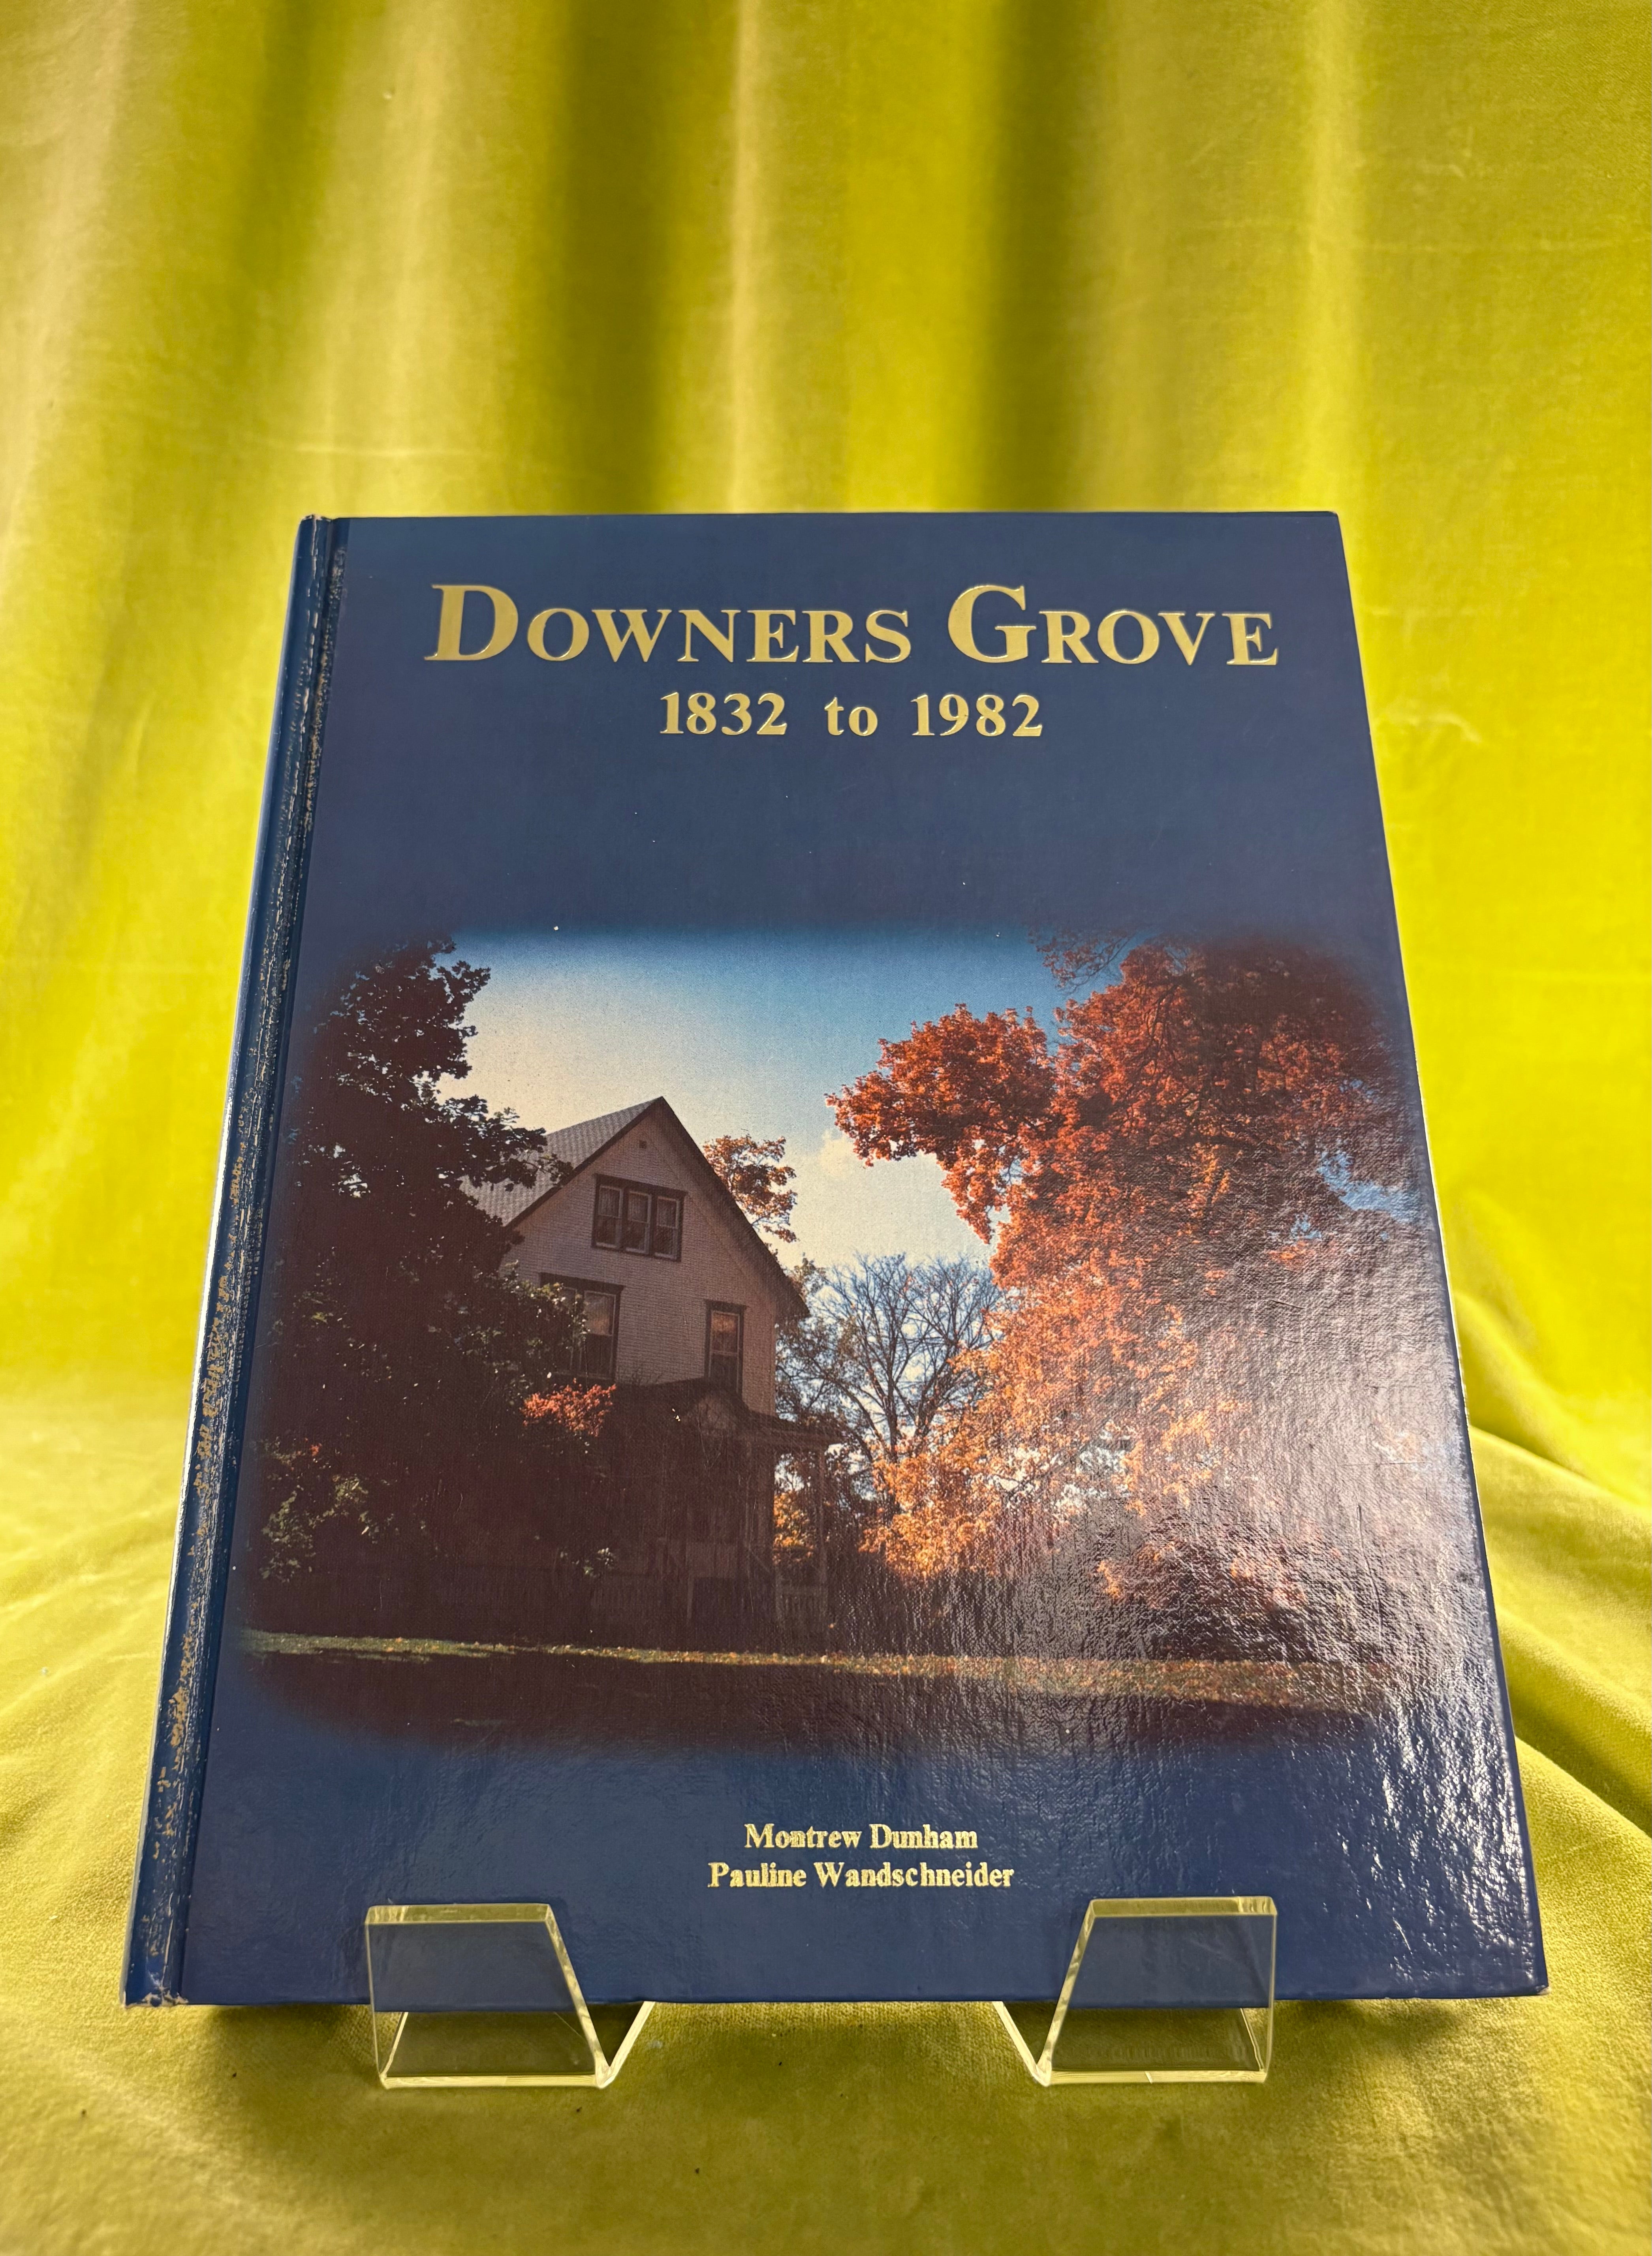 DOWNERS GROVE
1832 to 1982
Montrew Dunham
Pauline Wandschneider